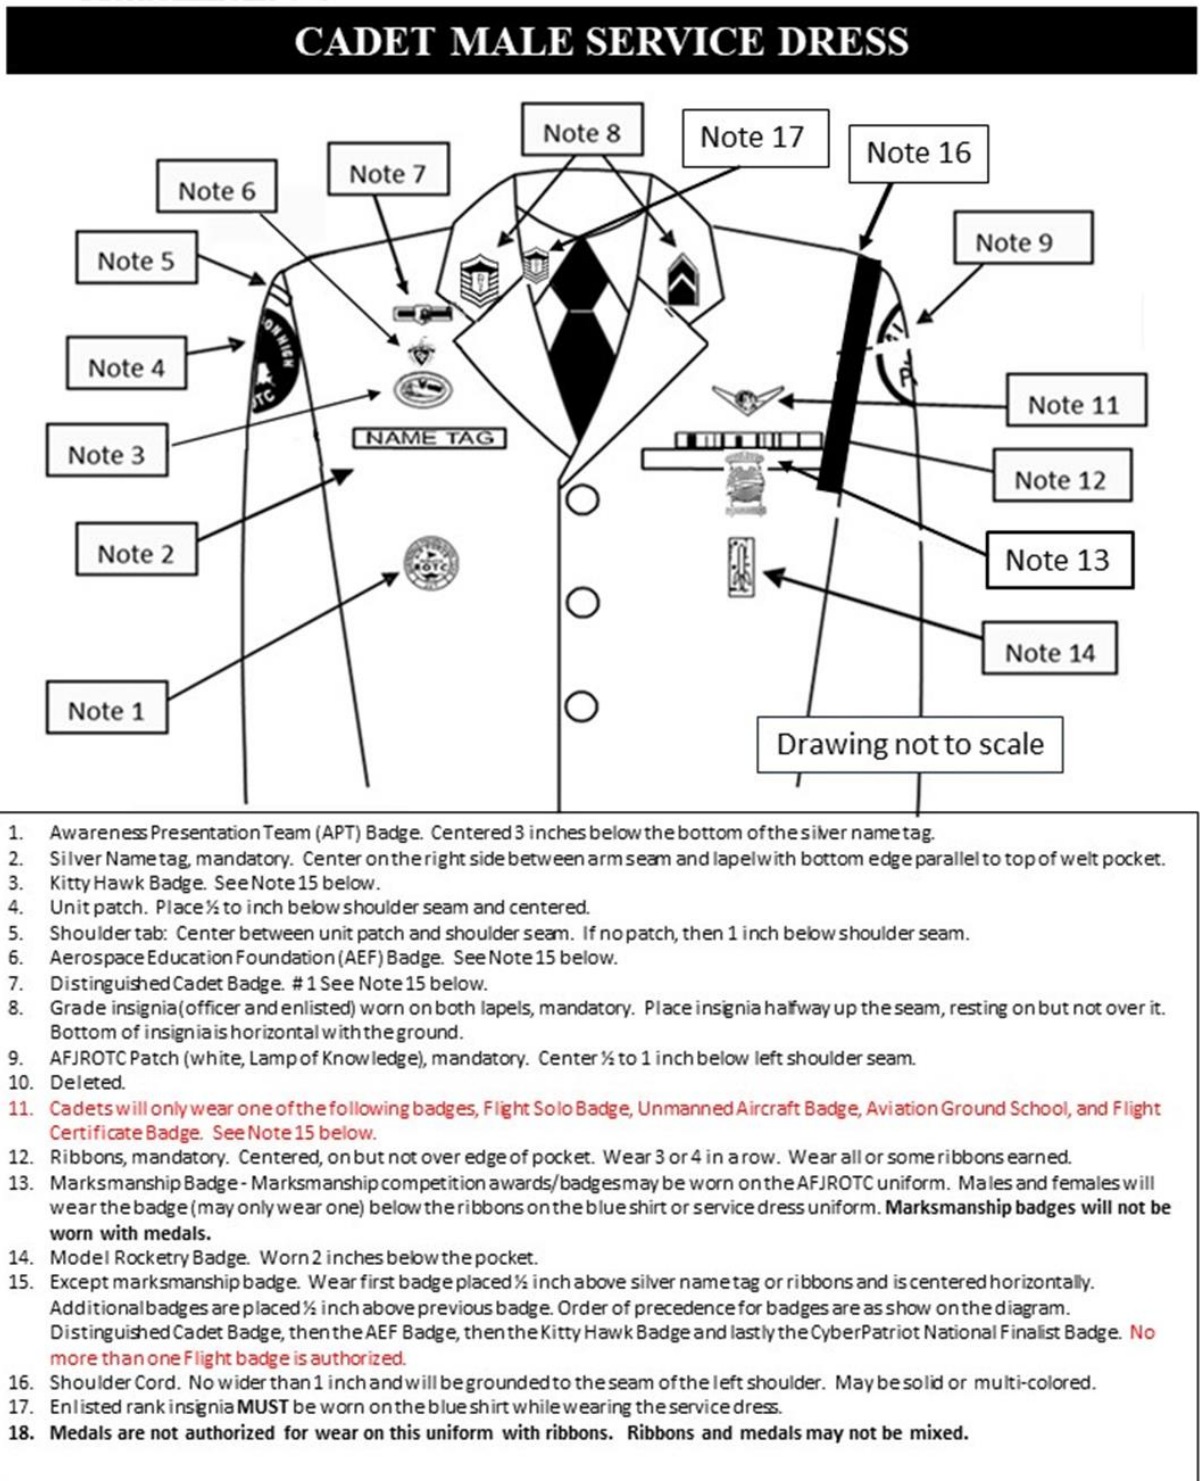 CADET MALE SERVICE DRESS
Note 8
Note 17
Note 16
Note 7
Note 6
Note 9
Note 5
Note 4
Note 11
NAME TAG
Note 3
Note 12
Note 2
Note 13
ROTC
Note 14
Note 1
Drawing not to scale
1. Awareness Presentation Team (APT) Badge. Centered 3 inches below the bottom of the silver name tag.
2. Silver Name tag, mandatory. Center on the right side between arm seam and lapel with bottom edge parallel to top of welt pocket.
3. Kitty Hawk Badge. See Note 15 below.
4. Unit patch. Place ½ to inch below shoulder seam and centered.
5. Shoulder tab: Center between unit patch and shoulder seam. If no patch, then 1 inch below shoulder seam.
6. Aerospace Education Foundation (AEF) Badge. See Note 15 below.
7. Distinguished Cadet Badge. # 1 See Note 15 below.
8. Grade insignia (officer and enlisted) worn on both lapels, mandatory. Place insignia halfway up the seam, resting on but not over it.
Bottom of insignia is horizontal with the ground.
9. AFJROTC Patch (white, Lamp of Knowledge), mandatory. Center ½ to 1 inch below left shoulder seam.
10. Deleted.
11. Cadets will only wear one of the following badges, Flight Solo Badge, Unmanned Aircraft Badge, Aviation Ground School, and Flight
Certificate Badge. See Note 15 below.
12. Ribbons, mandatory. Centered, on but not over edge of pocket. Wear 3 or 4 in a row. Wear all or some ribbons earned.
13. Marksmanship Badge - Marksmanship competition awards/badges may be worn on the AFJROTC uniform. Males and females will
wear the badge (may only wear one) below the ribbons on the blue shirt or service dress uniform. Marksmanship badges will not be
worn with medals.
14. Model Rocketry Badge. Worn 2 inches below the pocket.
15. Except marksmanship badge. Wear first badge placed ½ inch above silver name tag or ribbons and is centered horizontally.
Additional badges are placed ½ inch above previous badge. Order of precedence for badges are as show on the diagram.
Distinguished Cadet Badge, then the AEF Badge, then the Kitty Hawk Badge and lastly the CyberPatriot National Finalist Badge. No
more than one Flight badge is authorized.
16. Shoulder Cord. No wider than 1 inch and will be grounded to the seam of the left shoulder. May be solid or multi-colored.
17. Enlisted rank insignia MUST be worn on the blue shirt while wearing the service dress.
18. Medals are not authorized for wear on this uniform with ribbons. Ribbons and medals may not be mixed.